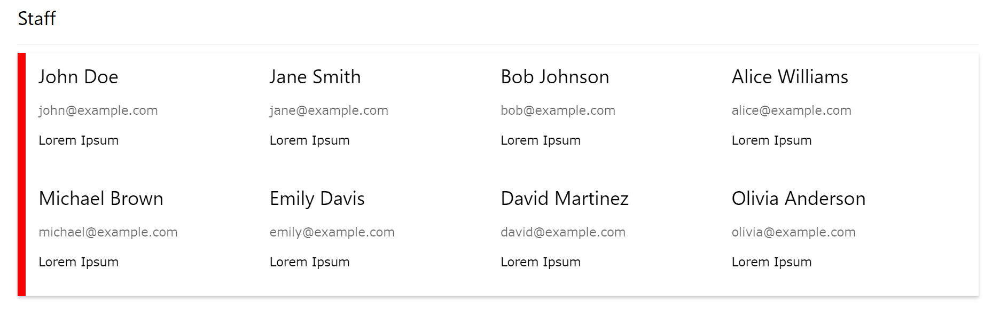 Staff
John Doe
john@example.com
Lorem Ipsum
Jane Smith
jane@example.com
Lorem Ipsum
Bob Johnson
bob@example.com
Lorem Ipsum
Alice Williams
alice@example.com
Lorem Ipsum
Michael Brown
michael@example.com
Lorem Ipsum
Emily Davis
emily@example.com
Lorem Ipsum
David Martinez
david@example.com
Lorem Ipsum
Olivia Anderson
olivia@example.com
Lorem Ipsum